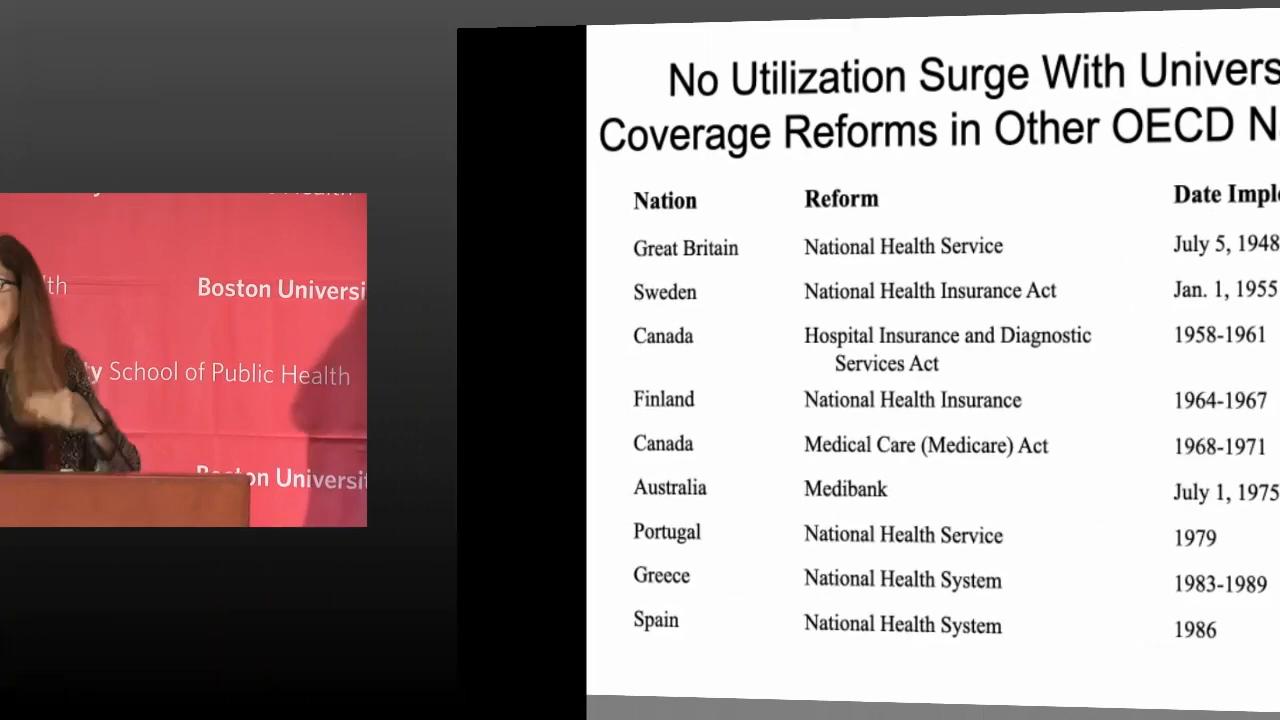 No Utilization Surge With Univers
Coverage Reforms in Other OECD N
Nation Reform Date Imple
Great Britain National Health Service July 5, 1948
Sweden National Health Insurance Act Jan. 1, 1955
Canada Hospital Insurance and Diagnostic 1958-1961
Services Act
Finland National Health Insurance 1964-1967
Canada Medical Care (Medicare) Act 1968-1971
Australia Medibank July 1, 1975
Portugal National Health Service 1979
Greece National Health System 1983-1989
Spain National Health System 1986
Health
lth Boston Universi
y School of Public Health
Boston Universit